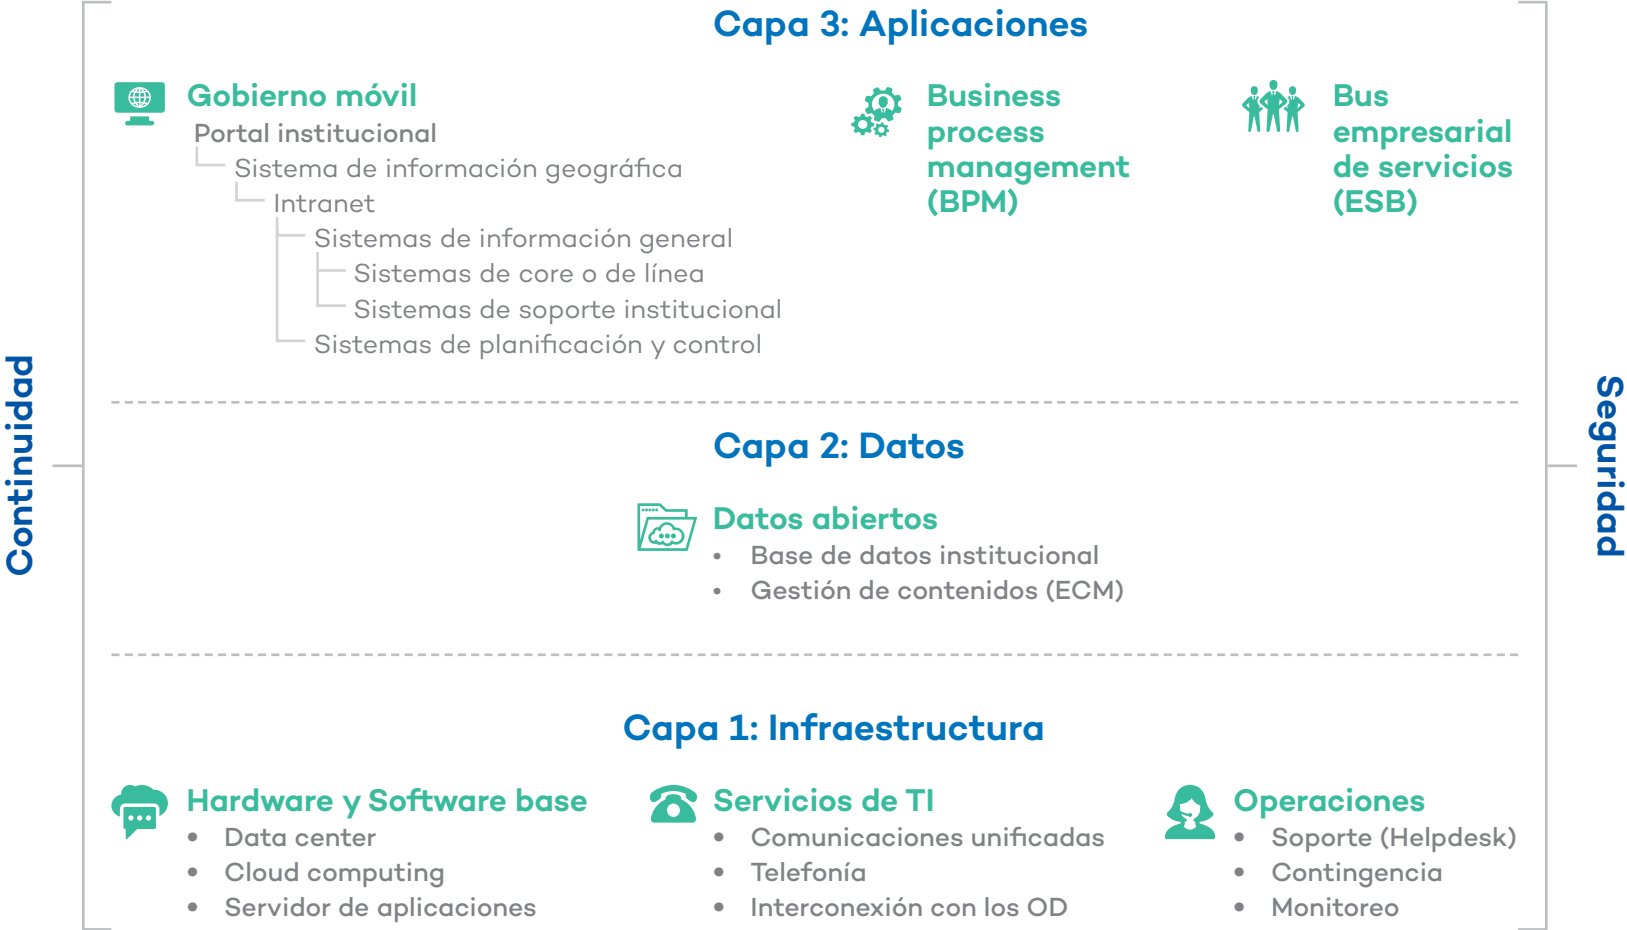 Capa 3: Aplicaciones
Gobierno móvil
Portal institucional
Sistema de información geográfica
Intranet
Sistemas de información general
Sistemas de core o de línea
Sistemas de soporte institucional
Sistemas de planificación y control
Business
process
management
(BPM)
Bus
empresarial
de servicios
(ESB)
Continuidad
Seguridad
Capa 2: Datos
Datos abiertos
• Base de datos institucional
• Gestión de contenidos (ECM)
Capa 1: Infraestructura
Hardware y Software base
• Data center
• Cloud computing
• Servidor de aplicaciones
Servicios de TI
• Comunicaciones unificadas
• Telefonía
• Interconexión con los OD
Operaciones
• Soporte (Helpdesk)
• Contingencia
• Monitoreo